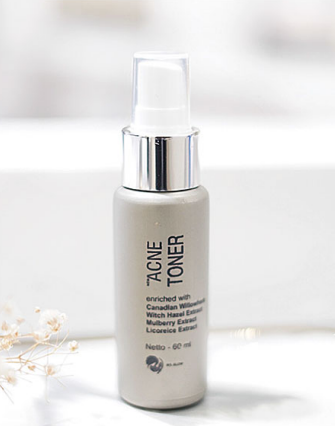 ACNE
TONER
enriched with
Canadian Willowherb
Witch Hazel Extract
Mulberry Extract
Licoreice Extract
Netto - 60 ml